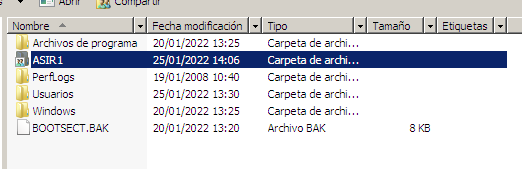 Abrir Compartir
Nombre Fecha modificación Tipo Tamaño Etiquetas
Archivos de programa 20/01/2022 13:25 Carpeta de archi...
ASIR1 25/01/2022 14:06 Carpeta de archi...
PerfLogs 19/01/2008 10:40 Carpeta de archi...
Usuarios 25/01/2022 13:30 Carpeta de archi...
Windows 20/01/2022 13:25 Carpeta de archi...
BOOTSECT.BAK 20/01/2022 13:20 Archivo BAK 8 KB